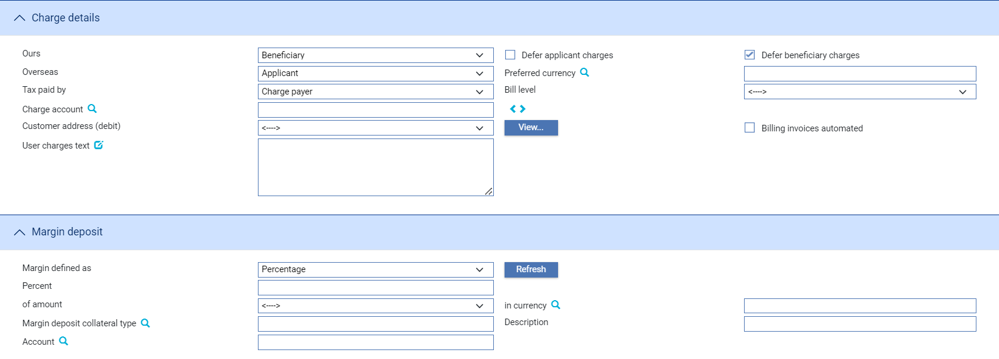 Charge details
Ours Beneficiary Defer applicant charges Defer beneficiary charges
Overseas Applicant Preferred currency
Tax paid by Charge payer Bill level <---->
Charge account
Customer address (debit) <----> View... Billing invoices automated
User charges text
Margin deposit
Margin defined as Percentage Refresh
Percent
of amount <----> in currency
Margin deposit collateral type Description
Account